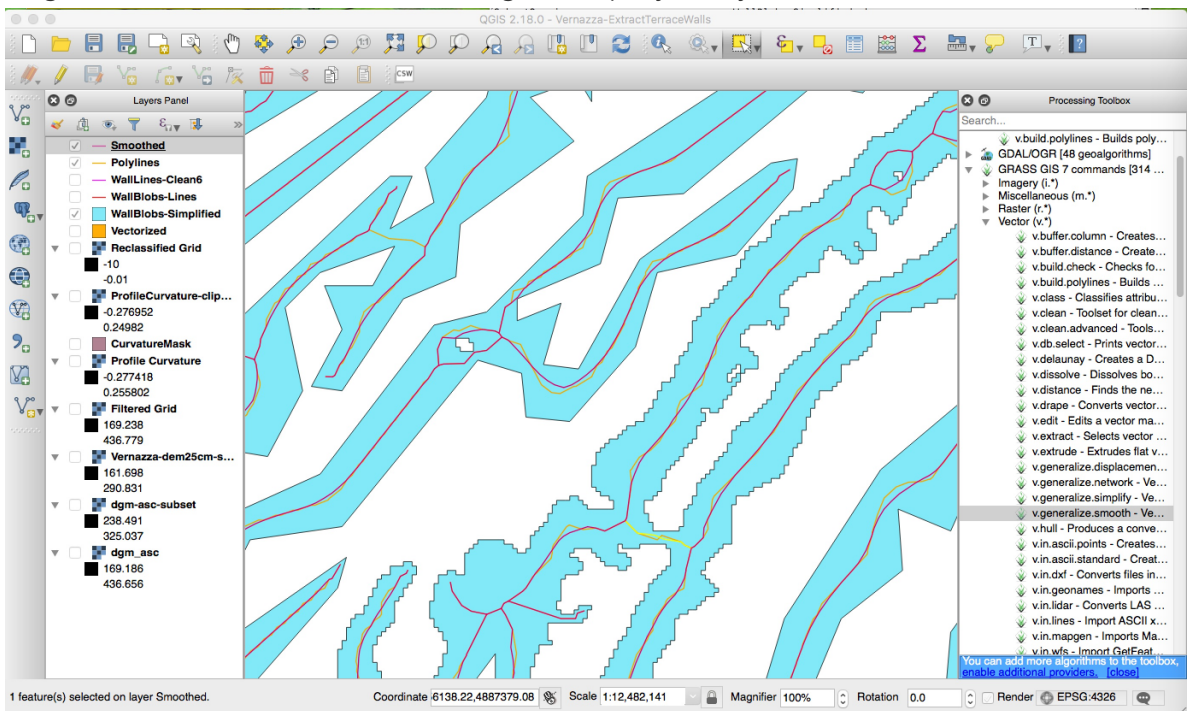 QGIS 2.18.0 - Vernazza-ExtractTerraceWalls
CSW
Layers Panel
Smoothed
Polylines
WallLines-Clean6
WallBlobs-Lines
WallBlobs-Simplified
Vectorized
Reclassified Grid
-10
-0.01
ProfileCurvature-clip...
-0.276952
0.24982
CurvatureMask
Profile Curvature
-0.277418
0.255802
Filtered Grid
169.238
436.779
Vernazza-dem25cm-s...
161.698
290.831
dgm-asc-subset
238.491
325.037
dgm_asc
169.186
436.656
Processing Toolbox
Search...
v.build.polylines - Builds poly...
GDAL/OGR [48 geoalgorithms]
GRASS GIS 7 commands [314 ...
Imagery (i.*)
Miscellaneous (m.*)
Raster (r.*)
Vector (v.*)
v.buffer.column - Creates...
v.buffer.distance - Create...
v.build.check - Checks fo...
v.build.polylines - Builds ...
v.class - Classifies attribu...
v.clean - Toolset for clean...
v.clean.advanced - Tools...
v.db.select - Prints vector...
v.delaunay - Creates a D...
v.dissolve - Dissolves bo...
v.distance - Finds the ne...
v.drape - Converts vector...
v.edit - Edits a vector ma...
v.extract - Selects vector ...
v.extrude - Extrudes flat v...
v.generalize.displacemen...
v.generalize.network - Ve...
v.generalize.simplify - Ve...
v.generalize.smooth - Ve...
v.hull - Produces a conve...
v.in.ascii.points - Creates...
v.in.ascii.standard - Creat...
v.in.dxf - Converts files in...
v.in.geonames - Imports ...
v.in.lidar - Converts LAS ...
v.in.lines - Import ASCII x...
v.in.mapgen - Imports Ma...
v.in.wfs - Import GetFeat...
You can add more algorithms to the toolbox,
enable additional providers. [close]
1 feature(s) selected on layer Smoothed.
Coordinate 6138.22,4887379.08
Scale 1:12,482,141
Magnifier 100%
Rotation 0.0
Render
EPSG:4326